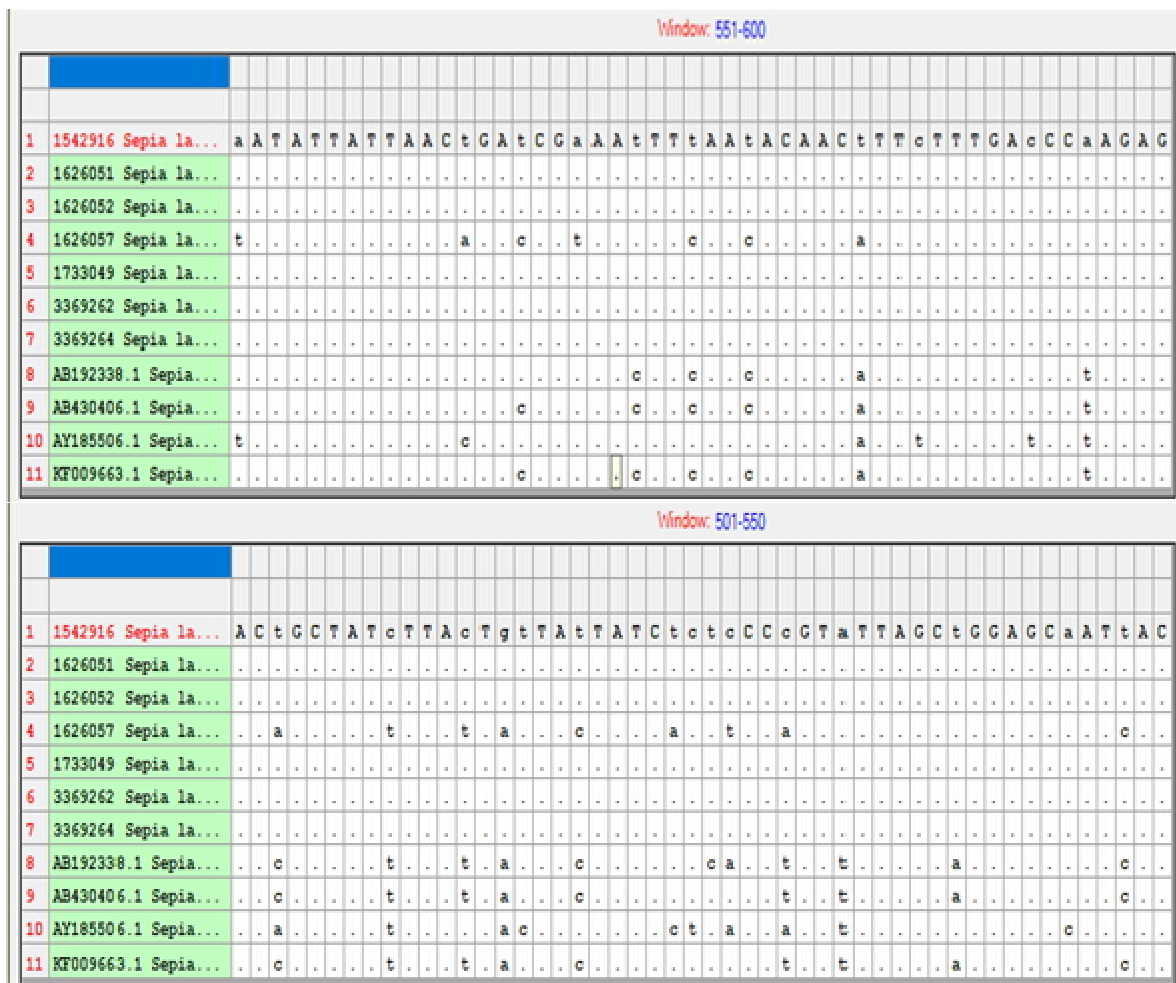 Window: 551-600
1 1542916 Sepia la... a A T A T T A T T A A C t G A t C G a A A t T T t A A t A C A A C t T T c T T T G A c C C a A G A G
2 1626051 Sepia la... . . . . . . . . . . . . . . . . . . . . . . . . . . . . . . . . . . . . . . . . . . . . . . . . . .
3 1626052 Sepia la... . . . . . . . . . . . . . . . . . . . . . . . . . . . . . . . . . . . . . . . . . . . . . . . . . .
4 1626057 Sepia la... t . . . . . . . . . . . a . . c . . t . . . . . c . . c . . . . . a . . . . . . . . . . . . . . . .
5 1733049 Sepia la... . . . . . . . . . . . . . . . . . . . . . . . . . . . . . . . . . . . . . . . . . . . . . . . . . .
6 3369262 Sepia la... . . . . . . . . . . . . . . . . . . . . . . . . . . . . . . . . . . . . . . . . . . . . . . . . . .
7 3369264 Sepia la... . . . . . . . . . . . . . . . . . . . . . . . . . . . . . . . . . . . . . . . . . . . . . . . . . .
8 AB192338.1 Sepia... . . . . . . . . . . . . . . . . . . . . . c . . c . . c . . . . . a . . . . . . . . . . . t . . . .
9 AB430406.1 Sepia... . . . . . . . . . . . . . . . c . . . . . c . . c . . c . . . . . a . . . . . . . . . . . t . . . .
10 AY185506.1 Sepia... t . . . . . . . . . . . c . . . . . . . . . . . . . . . . . . . . a . . t . . . . . t . . t . . . .
11 KF009663.1 Sepia... . . . . . . . . . . . . . . . c . . . . . c . . c . . c . . . . . a . . . . . . . . . . . t . . . .
Window: 501-550
1 1542916 Sepia la... A C t G C T A T c T T A c T g t T A t T A T C t c t c C C c G T a T T A G C t G G A G C a A T t A C
2 1626051 Sepia la... . . . . . . . . . . . . . . . . . . . . . . . . . . . . . . . . . . . . . . . . . . . . . . . . . .
3 1626052 Sepia la... . . . . . . . . . . . . . . . . . . . . . . . . . . . . . . . . . . . . . . . . . . . . . . . . . .
4 1626057 Sepia la... . . a . . . . . t . . . t . a . . . c . . . . a . . t . . a . . . . . . . . . . . . . . . . . c . .
5 1733049 Sepia la... . . . . . . . . . . . . . . . . . . . . . . . . . . . . . . . . . . . . . . . . . . . . . . . . . .
6 3369262 Sepia la... . . . . . . . . . . . . . . . . . . . . . . . . . . . . . . . . . . . . . . . . . . . . . . . . . .
7 3369264 Sepia la... . . . . . . . . . . . . . . . . . . . . . . . . . . . . . . . . . . . . . . . . . . . . . . . . . .
8 AB192338.1 Sepia... . . c . . . . . t . . . t . a . . . c . . . . . . c a . . t . . t . . . . . a . . . . . . . . c . .
9 AB430406.1 Sepia... . . c . . . . . t . . . t . a . . . c . . . . . . . . . . t . . t . . . . . a . . . . . . . . c . .
10 AY185506.1 Sepia... . . a . . . . . t . . . . . a c . . . . . . . c t . a . . a . . t . . . . . . . . . . . c . . . . .
11 KF009663.1 Sepia... . . c . . . . . t . . . t . a . . . c . . . . . . . . . . t . . t . . . . . a . . . . . . . . c . .